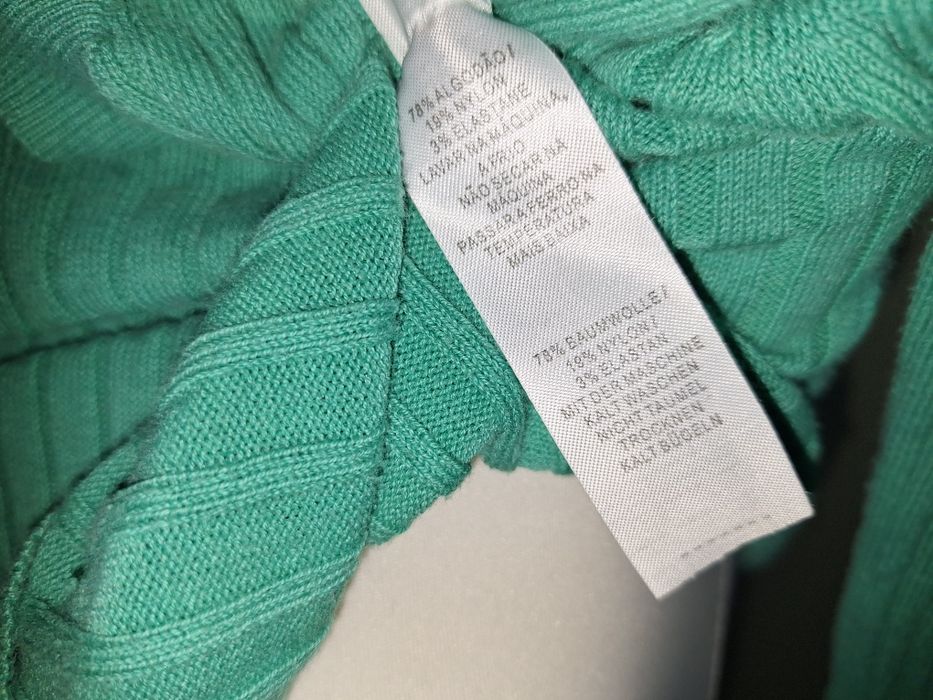 78% ALGODÃO /
19% NYLON /
3% ELASTANE
LAVAR NA MÁQUINA,
A FRIO
NÃO SECAR NA
MÁQUINA
PASSAR A FERRO NA
TEMPERATURA
MAIS BAIXA
78% BAUMWOLLE /
19% NYLON /
3% ELASTAN
MIT DER MASCHINE
KALT WASCHEN
NICHT TAUMEL
TROCKNEN
KALT BÜGELN